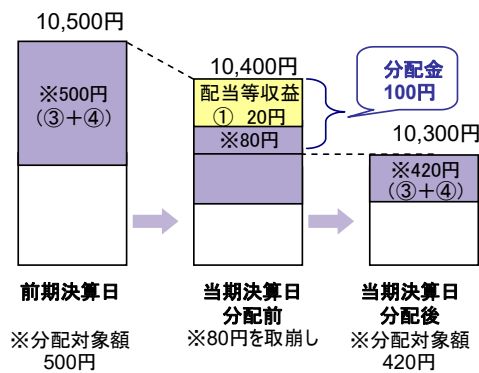 10,500円
※500円
(③＋④)
10,400円
配当等収益
① 20円
※80円
分配金
100円
10,300円
※420円
(③＋④)
前期決算日
※分配対象額
500円
当期決算日
分配前
※80円を取崩し
当期決算日
分配後
※分配対象額
420円